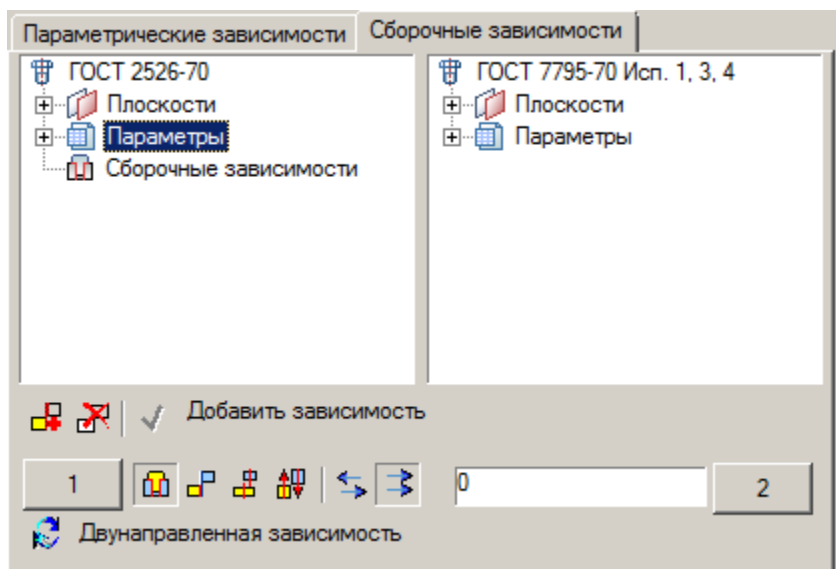 Параметрические зависимости
Сборочные зависимости
ГОСТ 2526-70
Плоскости
Параметры
Сборочные зависимости
ГОСТ 7795-70 Исп. 1, 3, 4
Плоскости
Параметры
Добавить зависимость
1
0
2
Двунаправленная зависимость